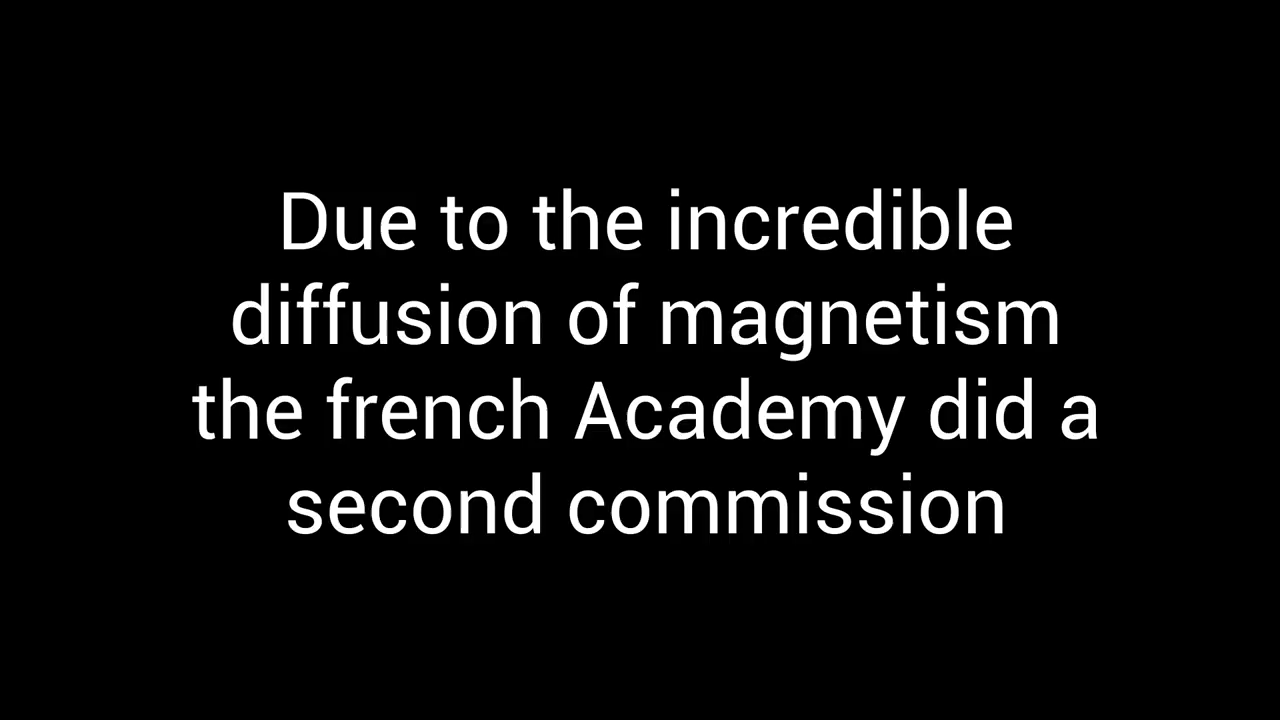 Due to the incredible
diffusion of magnetism
the french Academy did a
second commission